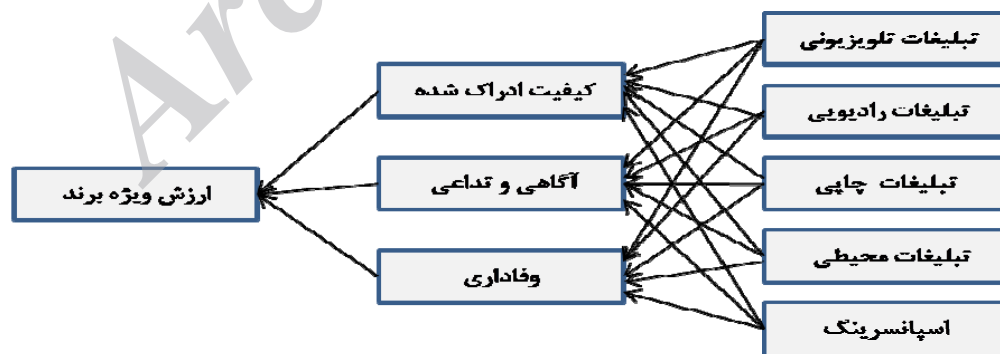 تبلیغات تلویزیونی
تبلیغات رادیویی
تبلیغات چاپی
تبلیغات محیطی
اسپانسرینگ
کیفیت ادراک شده
آگاهی و تداعی
وفاداری
ارزش ویژه برند